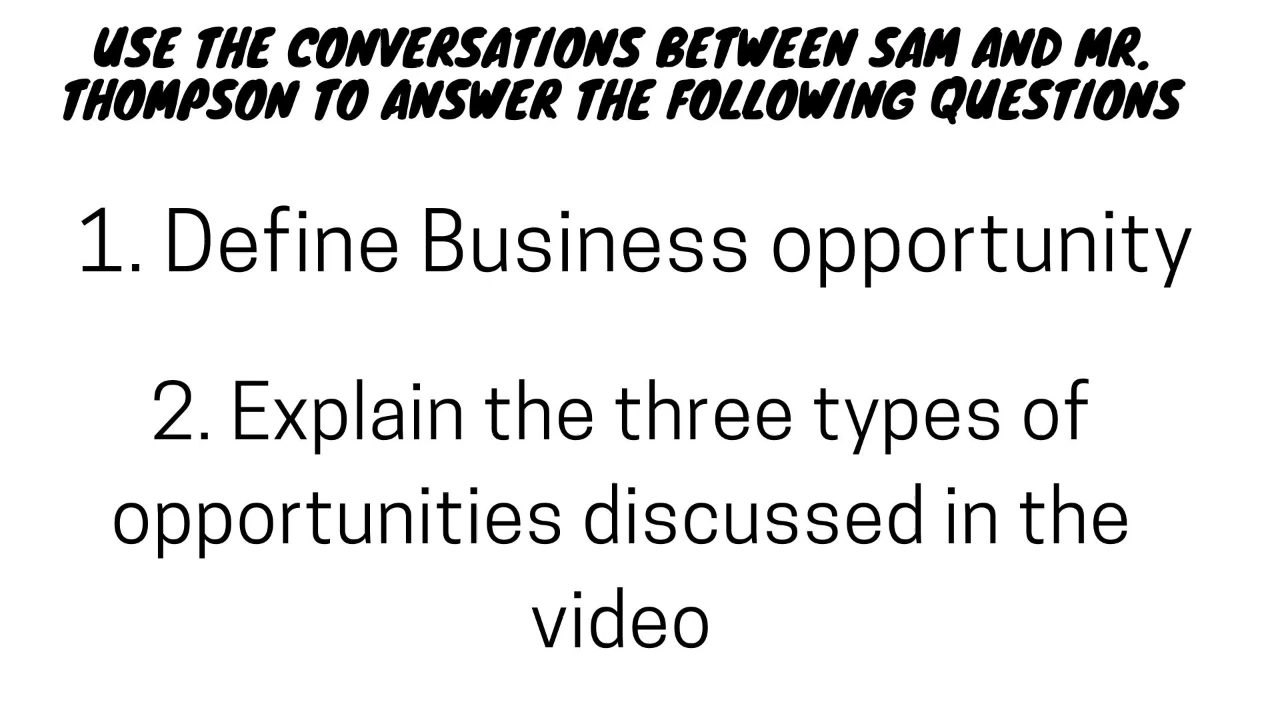 USE THE CONVERSATIONS BETWEEN SAM AND MR.
THOMPSON TO ANSWER THE FOLLOWING QUESTIONS
1. Define Business opportunity
2. Explain the three types of
opportunities discussed in the
video